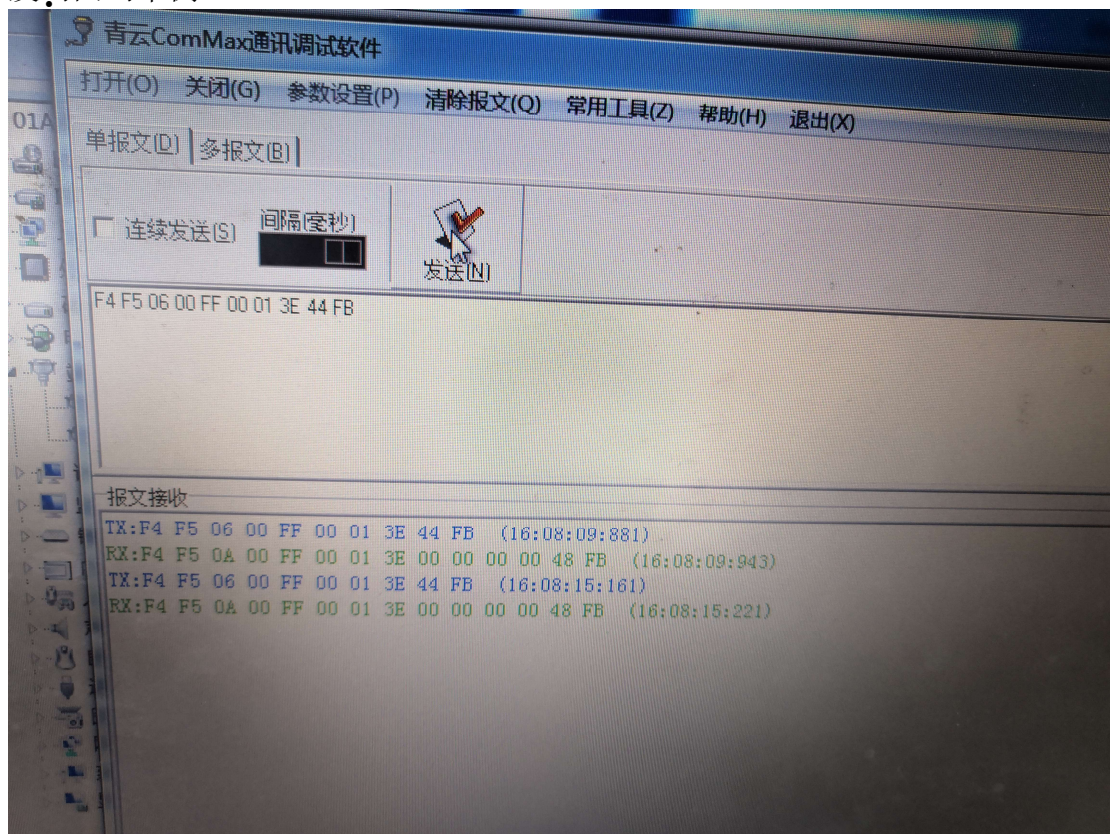 青云ComMax通讯调试软件
打开(O) 关闭(G) 参数设置(P) 清除报文(Q) 常用工具(Z) 帮助(H) 退出(X)
01A
单报文(D) 多报文(B)
连续发送(S) 间隔(毫秒)
发送(N)
F4 F5 06 00 FF 00 01 3E 44 FB
报文接收
TX:F4 F5 06 00 FF 00 01 3E 44 FB (16:08:09:881)
RX:F4 F5 0A 00 FF 00 01 3E 00 00 00 00 48 FB (16:08:09:943)
TX:F4 F5 06 00 FF 00 01 3E 44 FB (16:08:15:161)
RX:F4 F5 0A 00 FF 00 01 3E 00 00 00 00 48 FB (16:08:15:221)